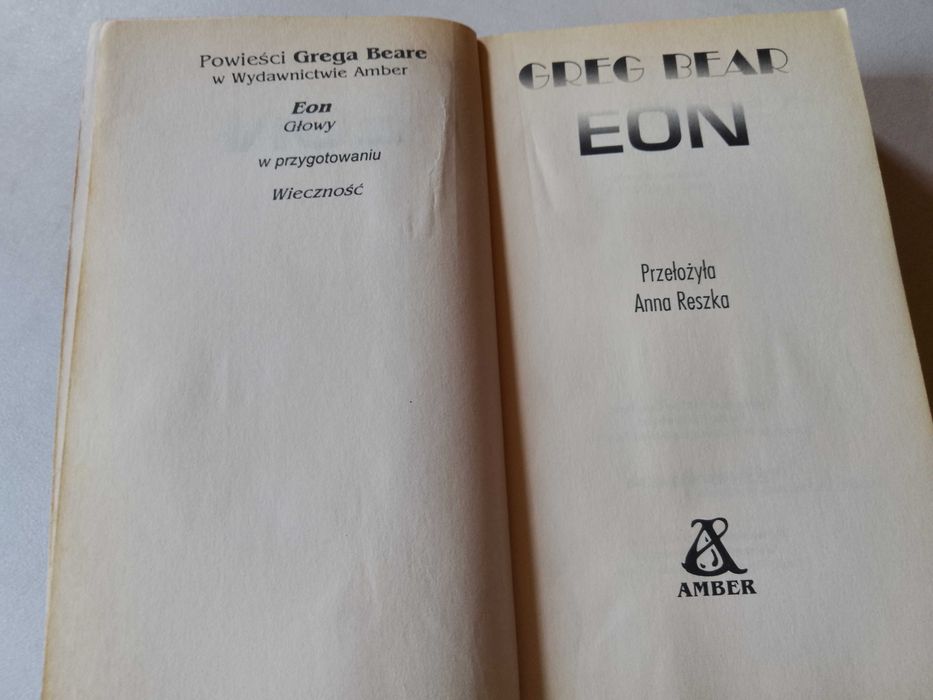 Powieści Grega Beare
w Wydawnictwie Amber
Eon
Głowy
w przygotowaniu
Wieczność
GREG BEAR
EON
Przełożyła
Anna Reszka
AMBER